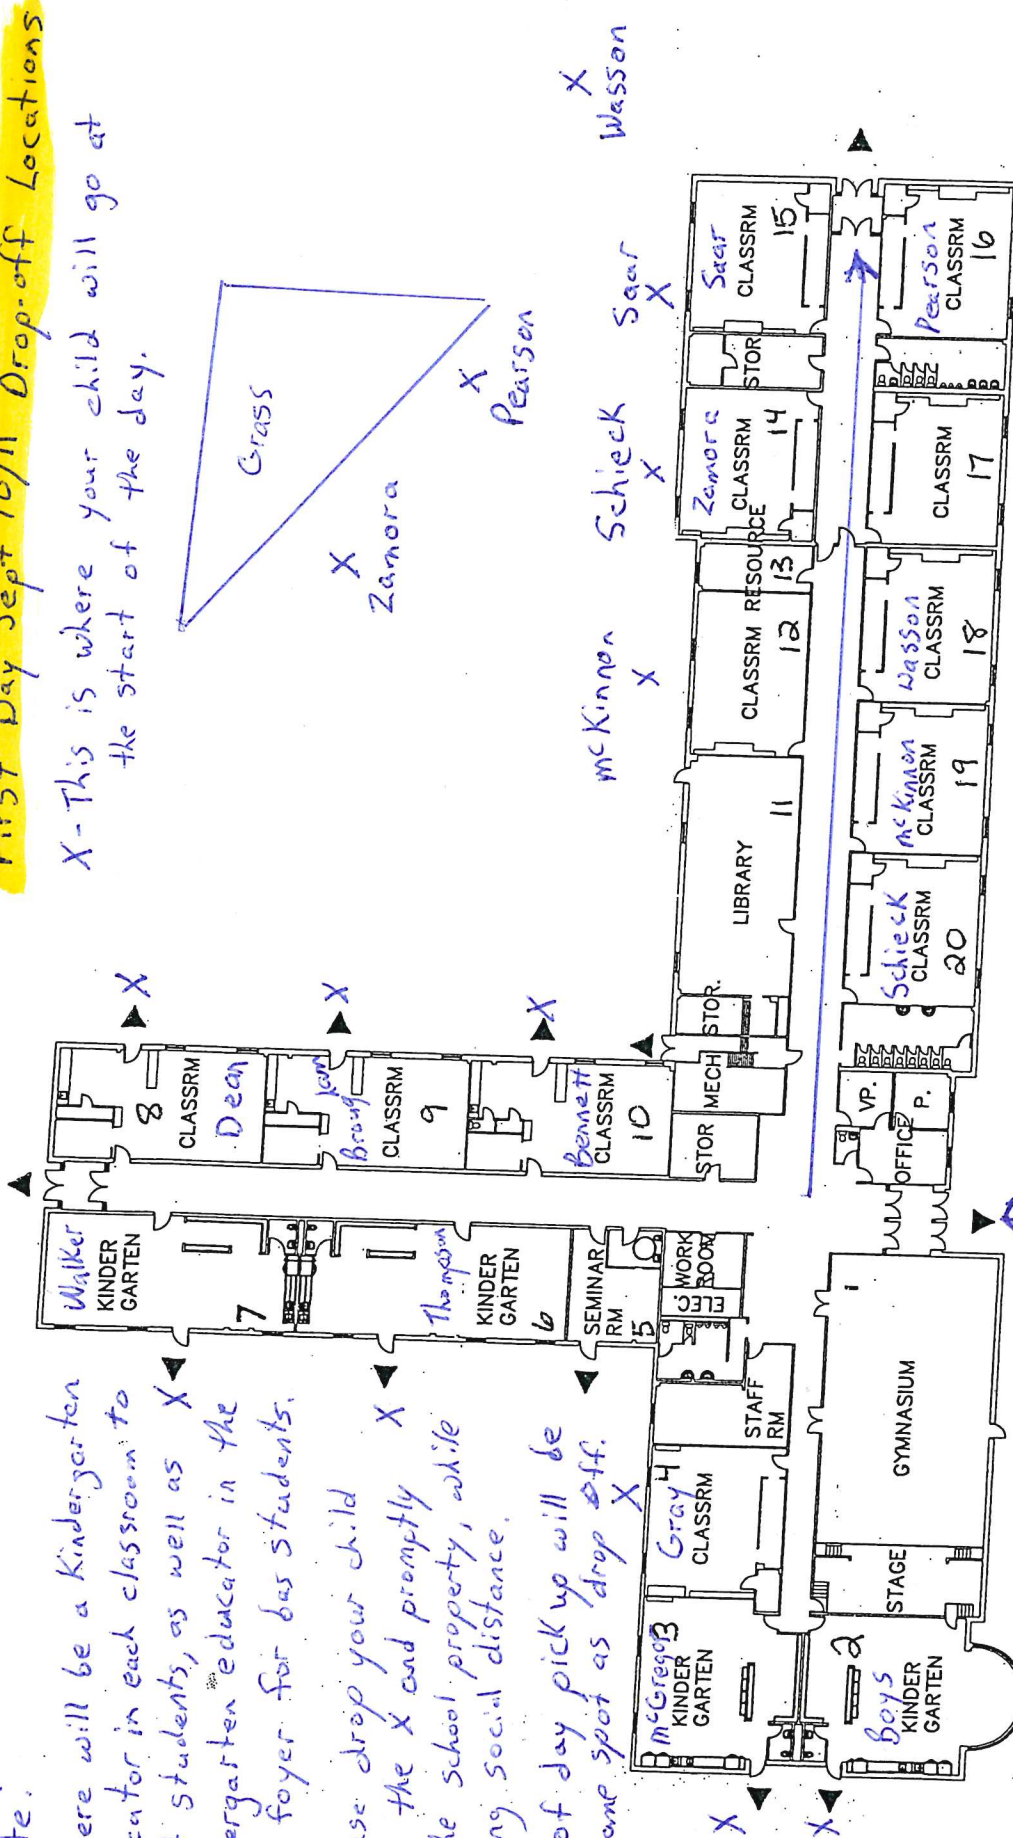 First Day Sept 10/11 Drop-off Locations
X - This is where your child will go at
the start of the day.
Grass
X
Zamora
X
Pearson
McKinnon
X
Schieck
X
Saar
X
X
Wasson
will be a Kindergarten
in each classroom to
students, as well as
educator in the
foyer for bus students.
drop your child
the X and promptly
school property, while
social distance.
of day pick up will be
spot as drop off.
X
X
X
X
X
X
X
X
Walker
KINDER
GARTEN
7
Thompson
KINDER
GARTEN
6
SEMINAR
RM
5
8
CLASSRM
Dean
CLASSRM
9
Bennett
CLASSRM
10
STOR
MECH
STOR.
LIBRARY
11
CLASSRM
12
RESOURCE
13
Zamora
CLASSRM
14
STOR
Saar
CLASSRM
15
Pearson
CLASSRM
16
CLASSRM
17
Wasson
CLASSRM
18
McKinnon
CLASSRM
19
Schieck
CLASSRM
20
VP.
P.
OFFICE
WORK
ROOM
ELEC.
STAFF
RM
Gray
4
CLASSRM
McGregor
3
KINDER
GARTEN
Boys
2
KINDER
GARTEN
STAGE
GYMNASIUM
1